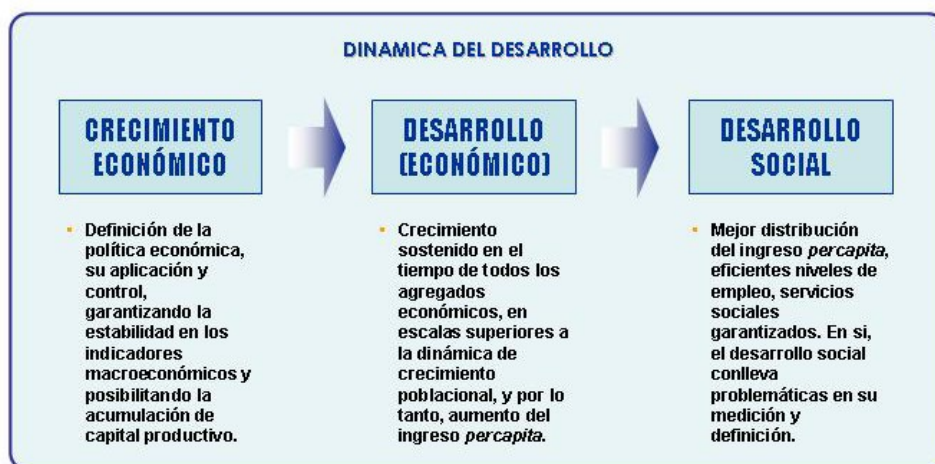 DINAMICA DEL DESARROLLO
CRECIMIENTO
ECONÓMICO
Definición de la
política económica,
su aplicación y
control,
garantizando la
estabilidad en los
indicadores
macroeconómicos y
posibilitando la
acumulación de
capital productivo.
DESARROLLO
(ECONÓMICO)
Crecimiento
sostenido en el
tiempo de todos los
agregados
económicos, en
escalas superiores a
la dinámica de
crecimiento
poblacional, y por lo
tanto, aumento del
ingreso percapita.
DESARROLLO
SOCIAL
Mejor distribución
del ingreso percapita,
eficientes niveles de
empleo, servicios
sociales
garantizados. En si,
el desarrollo social
conlleva
problemáticas en su
medición y
definición.